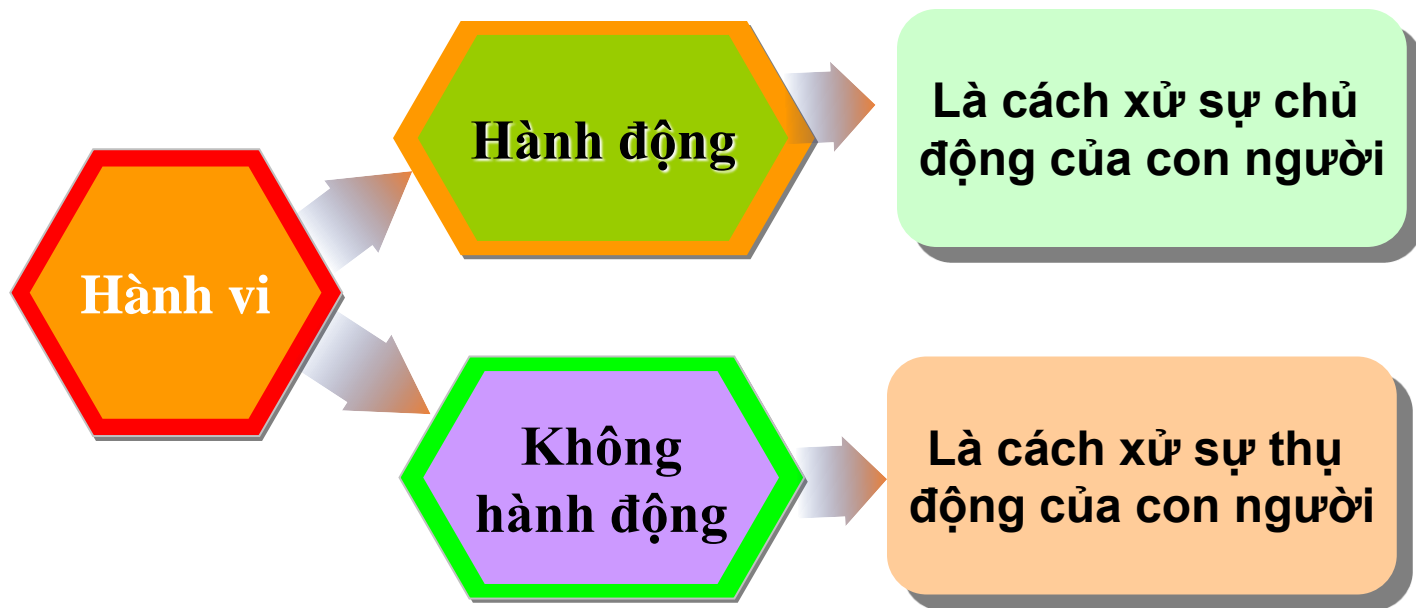 Hành động
Là cách xử sự chủ
động của con người
Hành vi
Không
hành động
Là cách xử sự thụ
động của con người